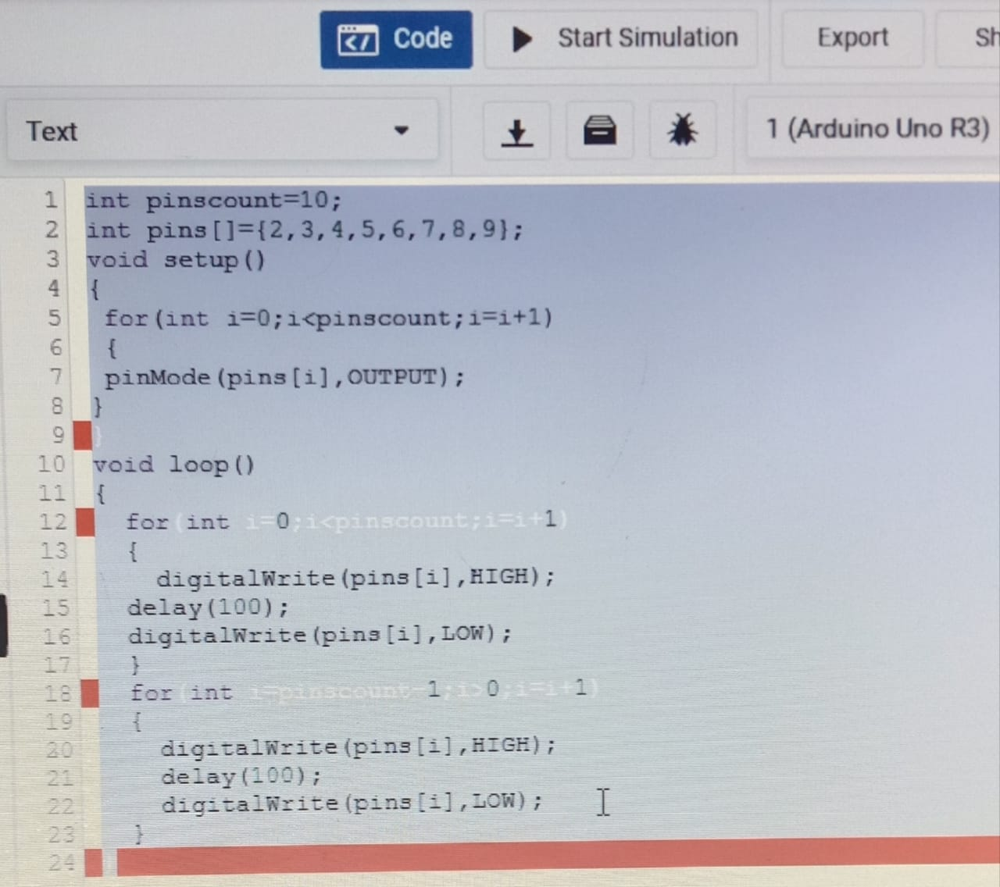 </> Code
Start Simulation
Export
Sh
Text
1 (Arduino Uno R3)
1 int pinscount=10;
2 int pins[]={2,3,4,5,6,7,8,9};
3 void setup()
4 {
5 for(int i=0;i<pinscount;i=i+1)
6 {
7 pinMode(pins[i],OUTPUT);
8 }
9 }
10 void loop()
11 {
12 for(int i=0;i<pinscount;i=i+1)
13 {
14 digitalWrite(pins[i],HIGH);
15 delay(100);
16 digitalWrite(pins[i],LOW);
17 }
18 for(int i=pinscount-1;i>0;i=i+1)
19 {
20 digitalWrite(pins[i],HIGH);
21 delay(100);
22 digitalWrite(pins[i],LOW);
23 }
24